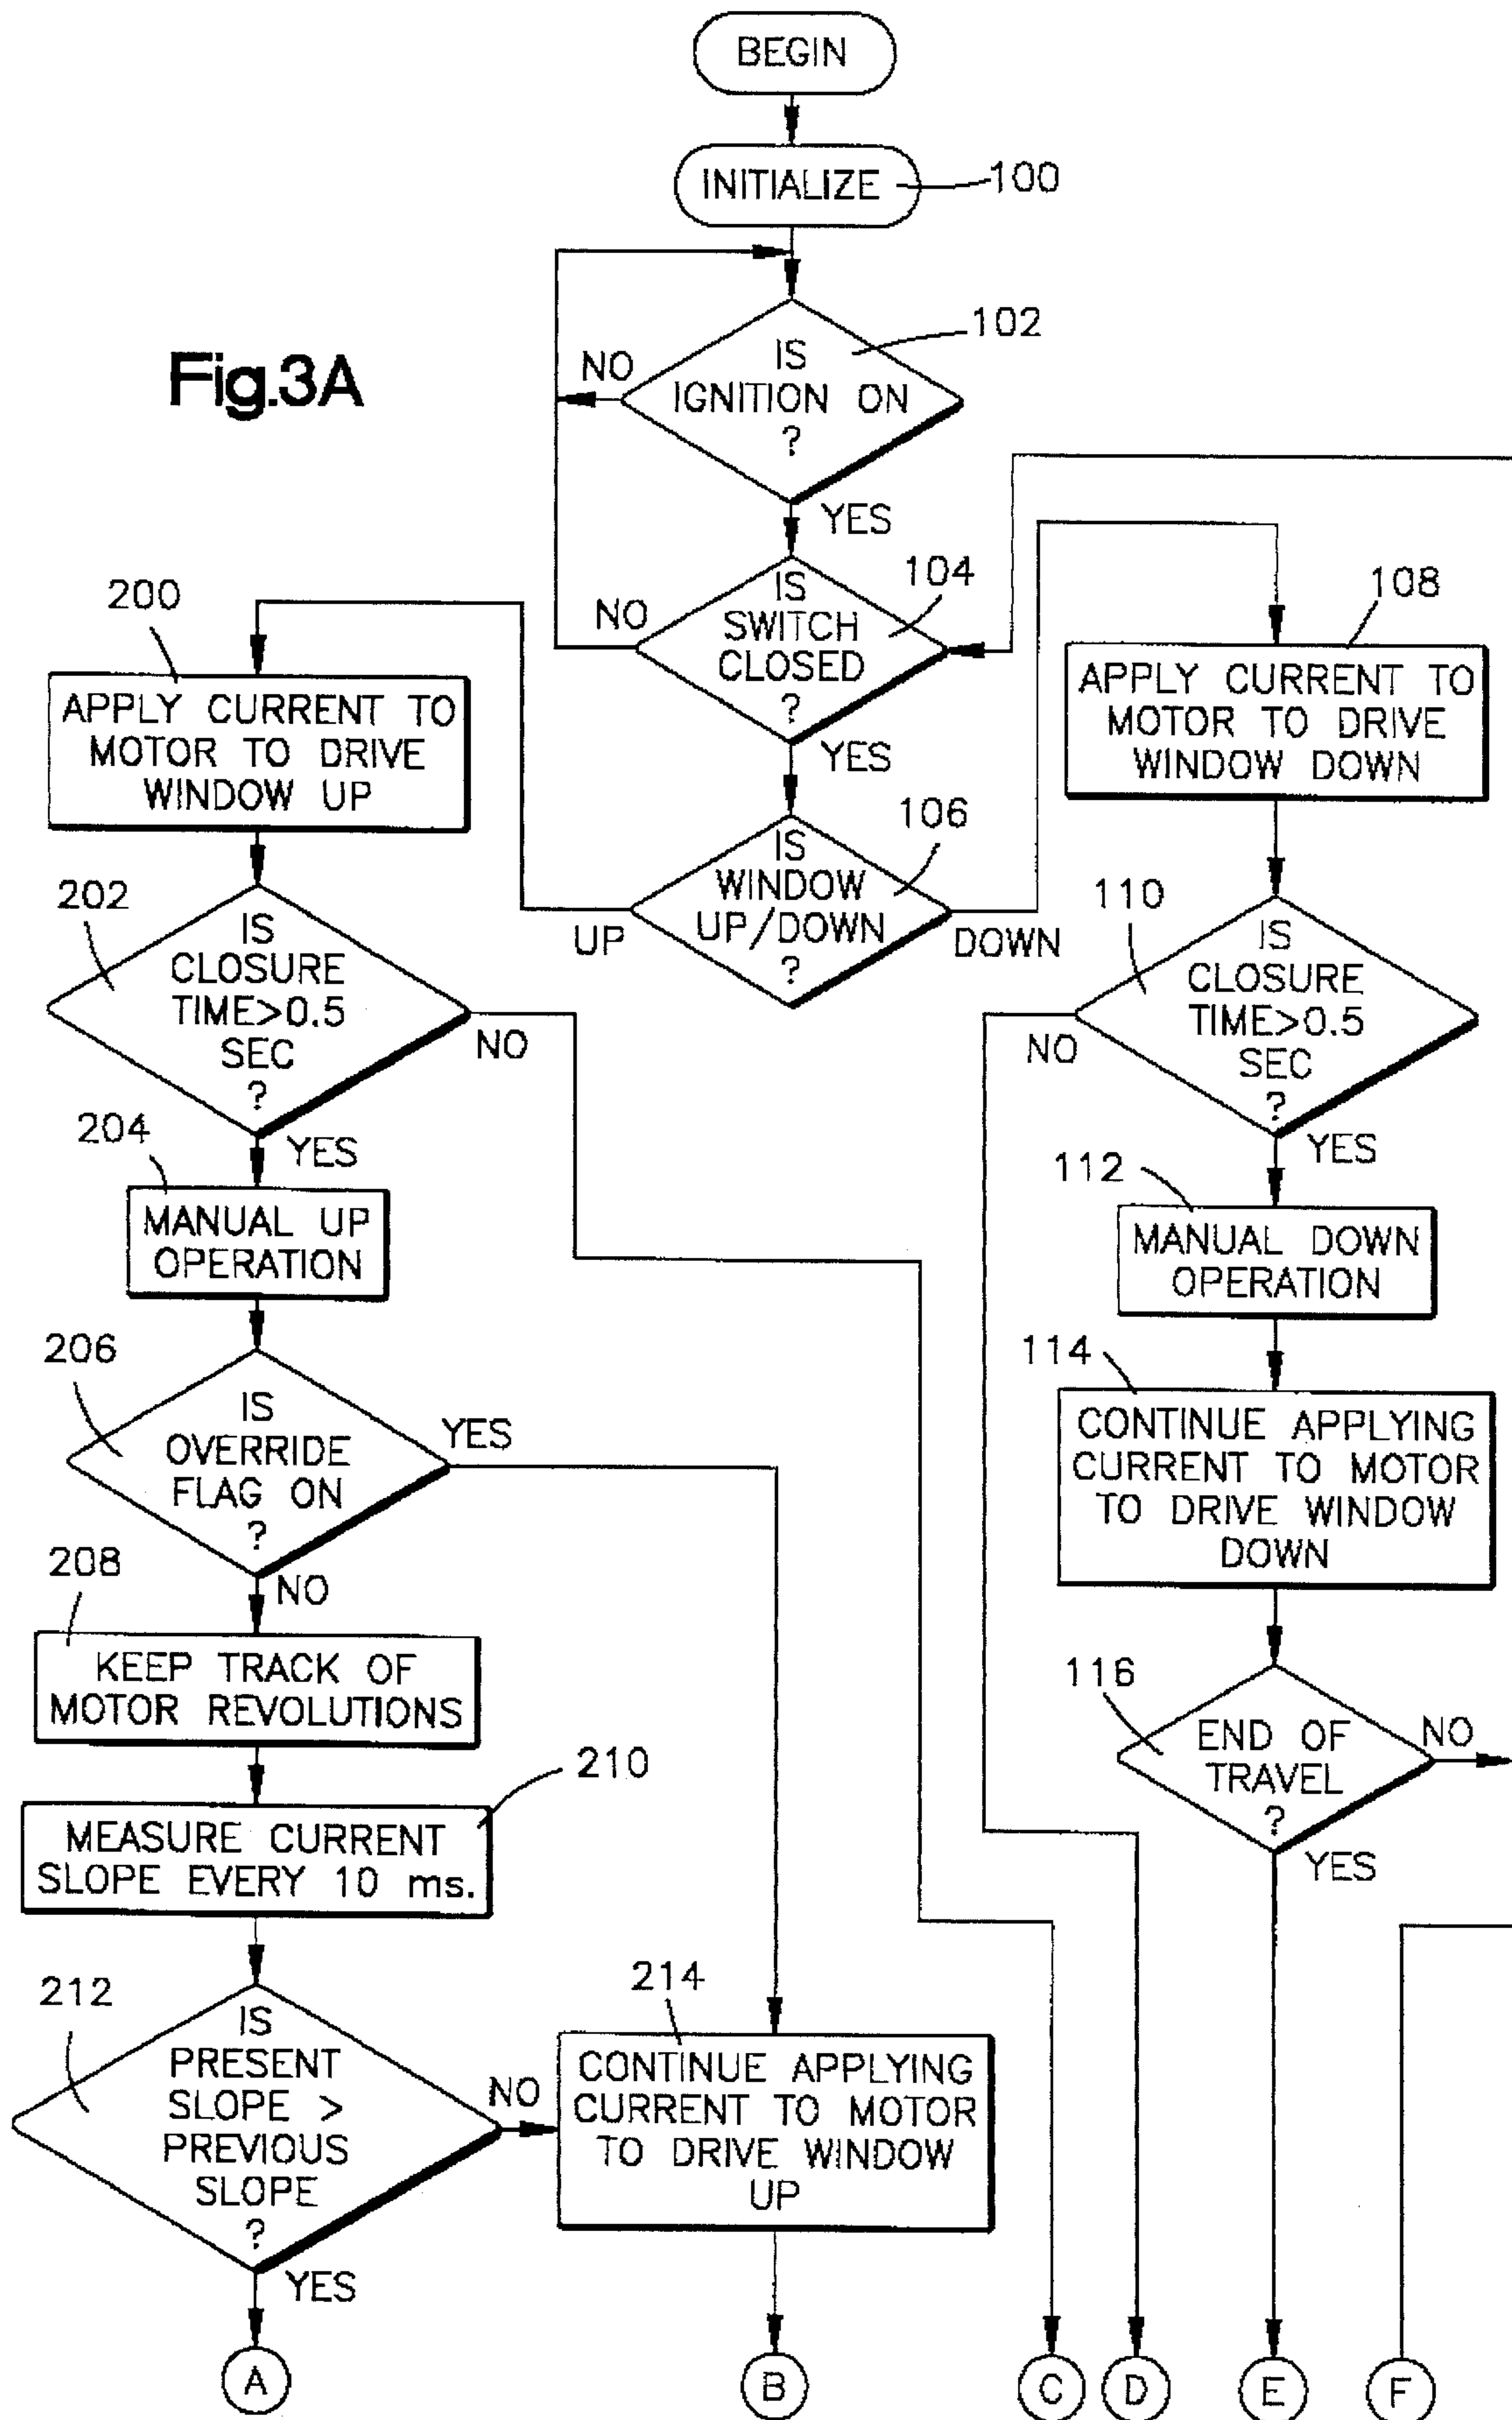 BEGIN
INITIALIZE
100
Fig.3A
IS
IGNITION ON
?
102
NO
YES
IS
SWITCH
CLOSED
?
104
NO
YES
IS
WINDOW
UP/DOWN
?
106
UP
DOWN
200
APPLY CURRENT TO
MOTOR TO DRIVE
WINDOW UP
202
IS
CLOSURE
TIME>0.5
SEC
?
NO
YES
204
MANUAL UP
OPERATION
206
IS
OVERRIDE
FLAG ON
?
YES
NO
208
KEEP TRACK OF
MOTOR REVOLUTIONS
210
MEASURE CURRENT
SLOPE EVERY 10 ms.
212
IS
PRESENT
SLOPE >
PREVIOUS
SLOPE
?
NO
YES
214
CONTINUE APPLYING
CURRENT TO MOTOR
TO DRIVE WINDOW
UP
108
APPLY CURRENT TO
MOTOR TO DRIVE
WINDOW DOWN
110
IS
CLOSURE
TIME>0.5
SEC
?
NO
YES
112
MANUAL DOWN
OPERATION
114
CONTINUE APPLYING
CURRENT TO MOTOR
TO DRIVE WINDOW
DOWN
116
END OF
TRAVEL
?
NO
YES
A
B
C
D
E
F